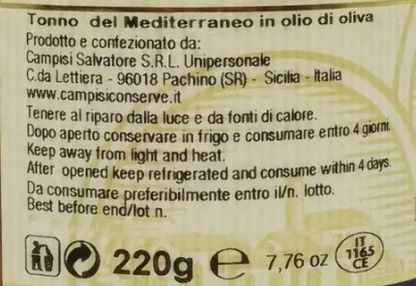 Tonno del Mediterraneo in olio di oliva
Prodotto e confezionato da:
Campisi Salvatore S.R.L. Unipersonale
C.da Lettiera - 96018 Pachino (SR) - Sicilia - Italia
www.campisiconserve.it
Tenere al riparo dalla luce e da fonti di calore.
Dopo aperto conservare in frigo e consumare entro 4 giorni.
Keep away from light and heat.
After opened keep refrigerated and consume within 4 days.
Da consumare preferibilmente entro il/n. lotto.
Best before end/lot n.
220g e 7,76 oz
IT
1165
CE